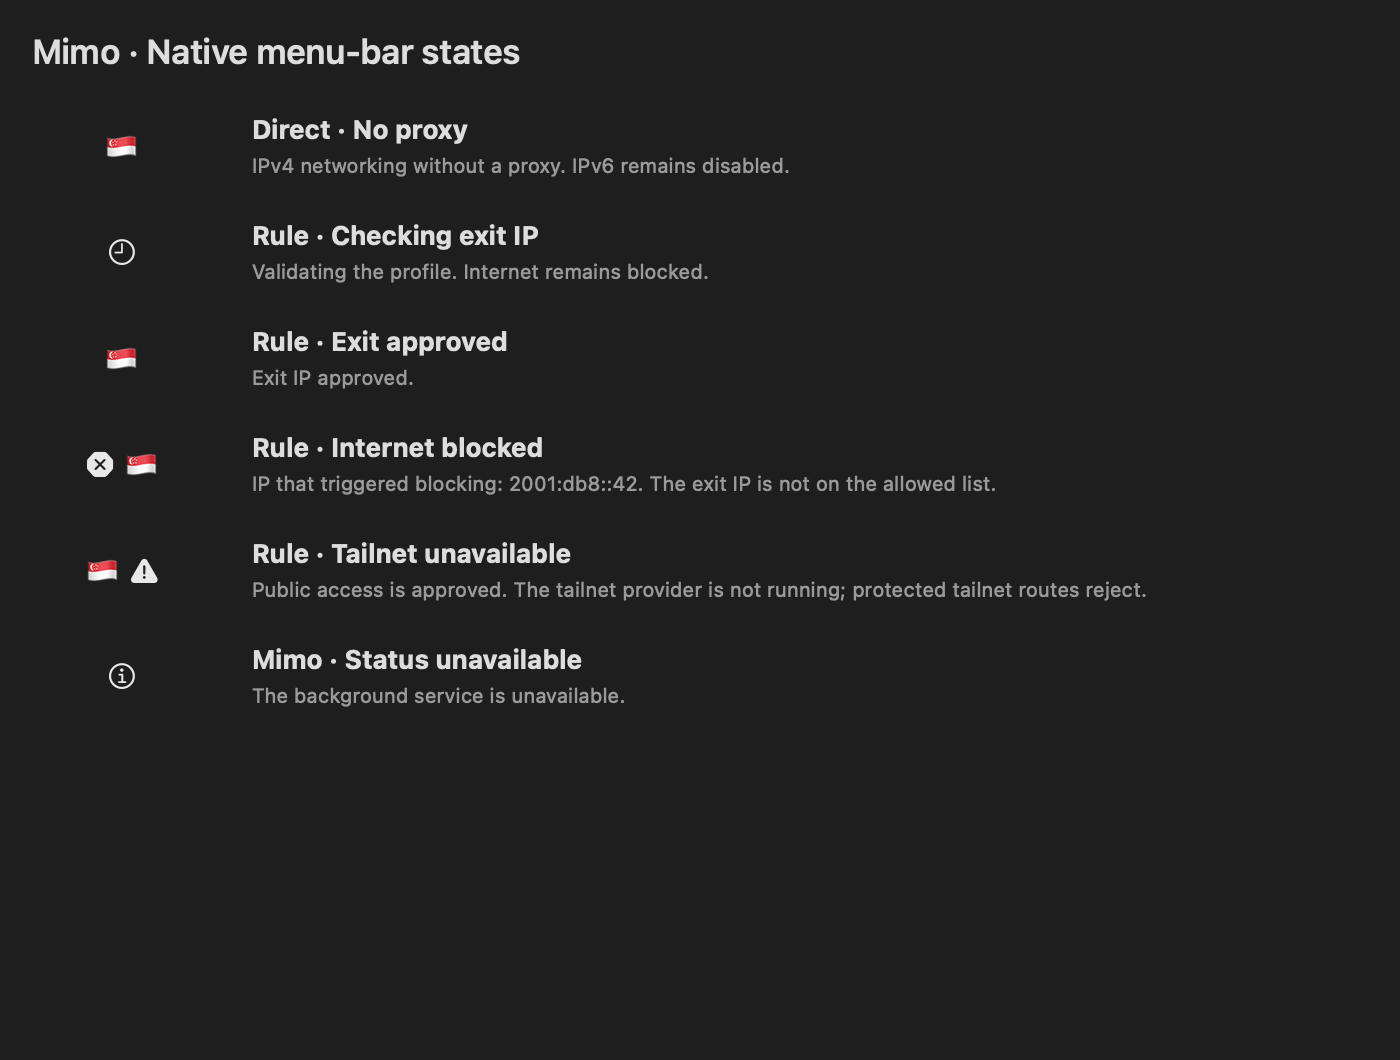 Mimo · Native menu-bar states
Direct · No proxy
IPv4 networking without a proxy. IPv6 remains disabled.
Rule · Checking exit IP
Validating the profile. Internet remains blocked.
Rule · Exit approved
Exit IP approved.
Rule · Internet blocked
IP that triggered blocking: 2001:db8::42. The exit IP is not on the allowed list.
Rule · Tailnet unavailable
Public access is approved. The tailnet provider is not running; protected tailnet routes reject.
Mimo · Status unavailable
The background service is unavailable.